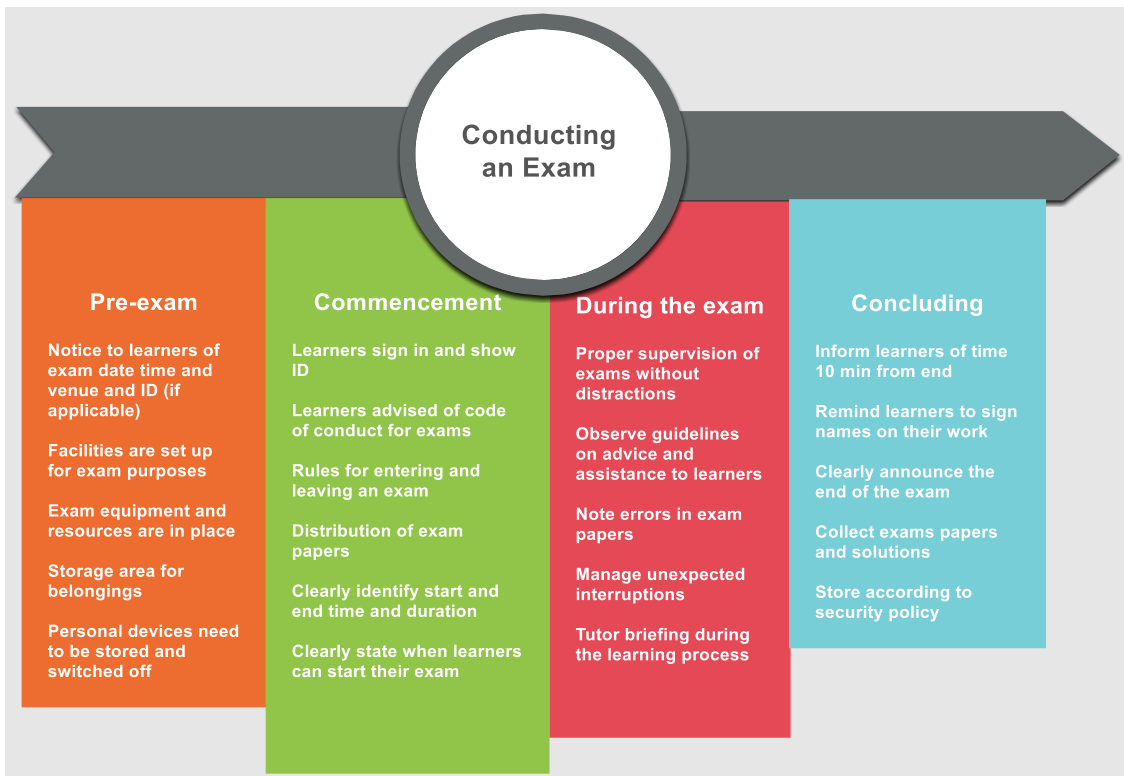 Conducting
an Exam
Pre-exam
Notice to learners of
exam date time and
venue and ID (if
applicable)
Facilities are set up
for exam purposes
Exam equipment and
resources are in place
Storage area for
belongings
Personal devices need
to be stored and
switched off
Commencement
Learners sign in and show
ID
Learners advised of code
of conduct for exams
Rules for entering and
leaving an exam
Distribution of exam
papers
Clearly identify start and
end time and duration
Clearly state when learners
can start their exam
During the exam
Proper supervision of
exams without
distractions
Observe guidelines
on advice and
assistance to learners
Note errors in exam
papers
Manage unexpected
interruptions
Tutor briefing during
the learning process
Concluding
Inform learners of time
10 min from end
Remind learners to sign
names on their work
Clearly announce the
end of the exam
Collect exams papers
and solutions
Store according to
security policy